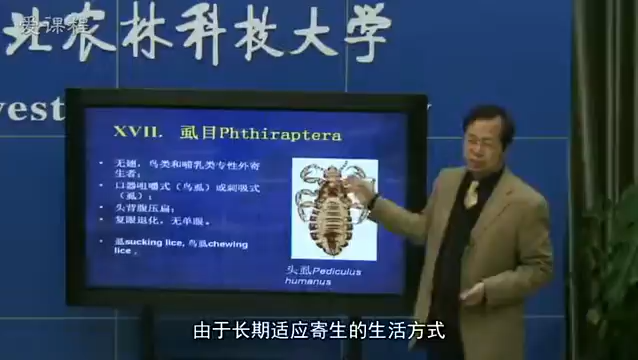 爱课程
北农林科技大学
vest
y
XVII. 虱目Phthiraptera
• 无翅，鸟类和哺乳类专性外寄
生者；
• 口器咀嚼式（鸟虱）或刺吸式
（虱）；
• 头背腹压扁；
• 复眼退化，无单眼。
• 虱sucking lice, 鸟虱chewing
lice 。
头虱Pediculus
humanus
由于长期适应寄生的生活方式